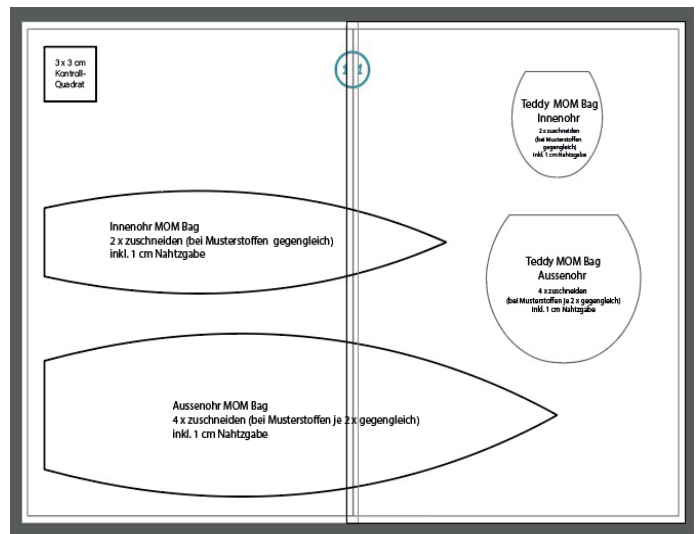 3 x 3 cm
Kontroll-
Quadrat
1 1
Teddy MOM Bag
Innenohr
2 x zuschneiden
(bei Musterstoffen
gegengleich)
inkl. 1 cm Nahtzgabe
Innenohr MOM Bag
2 x zuschneiden (bei Musterstoffen gegengleich)
inkl. 1 cm Nahtzgabe
Teddy MOM Bag
Aussenohr
4 x zuschneiden
(bei Musterstoffen je 2 x gegengleich)
inkl. 1 cm Nahtzgabe
Aussenohr MOM Bag
4 x zuschneiden (bei Musterstoffen je 2 x gegengleich)
inkl. 1 cm Nahtzgabe